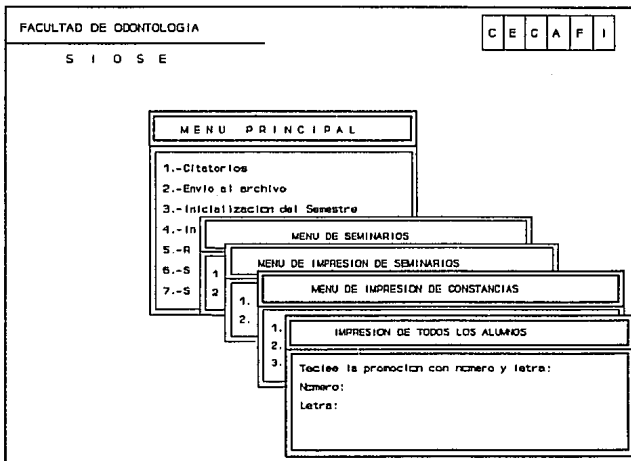 FACULTAD DE ODONTOLOGIA
C E C A F I
S I O S E
MENU PRINCIPAL
1.-Citatorios
2.-Envio al archivo
3.-Inicializacion del Semestre
4.-In
5.-R
6.-S
7.-S
MENU DE SEMINARIOS
1
2
MENU DE IMPRESION DE SEMINARIOS
1.
2.
MENU DE IMPRESION DE CONSTANCIAS
1.
2.
3.
IMPRESION DE TODOS LOS ALUMNOS
Teclee la promocion con numero y letra:
Numero:
Letra: